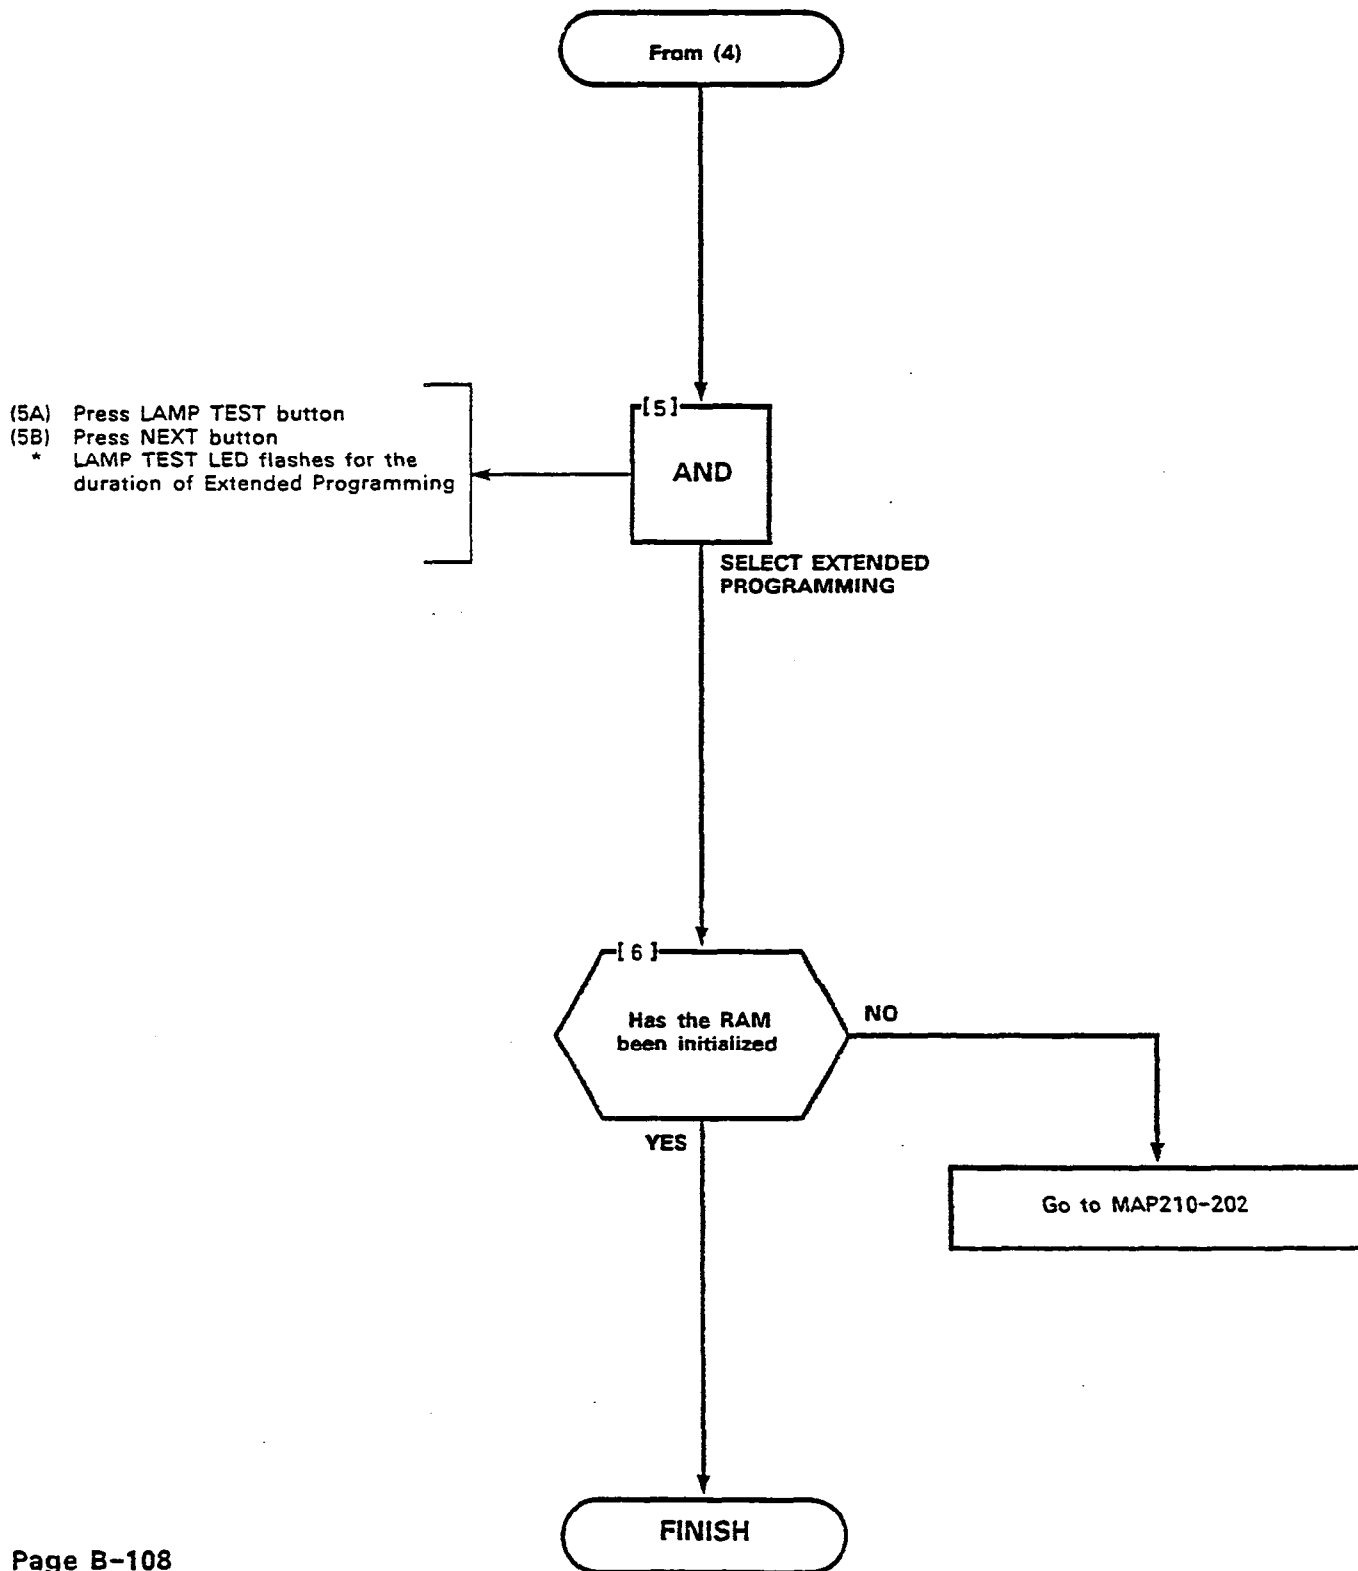 From (4)
(5A) Press LAMP TEST button
(5B) Press NEXT button
* LAMP TEST LED flashes for the
duration of Extended Programming
[5]
AND
SELECT EXTENDED
PROGRAMMING
[6]
Has the RAM
been initialized
NO
YES
Go to MAP210-202
FINISH
Page B-108